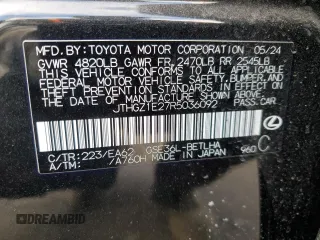 MFD. BY: TOYOTA MOTOR CORPORATION 05/24
GVWR 4820LB GAWR FR. 2470LB RR 2545LB
THIS VEHICLE CONFORMS TO ALL APPLICABLE
FEDERAL MOTOR VEHICLE SAFETY, BUMPER, AND
THEFT PREVENTION STANDARDS IN EFFECT ON
THE DATE OF MANUFACTURE SHOWN ABOVE.
JTHGZ1E27R5036092
PASS. CAR
C/TR: 223/EA62 GSE36L-BETLHA
A/TM: /A760H MADE IN JAPAN 960 C